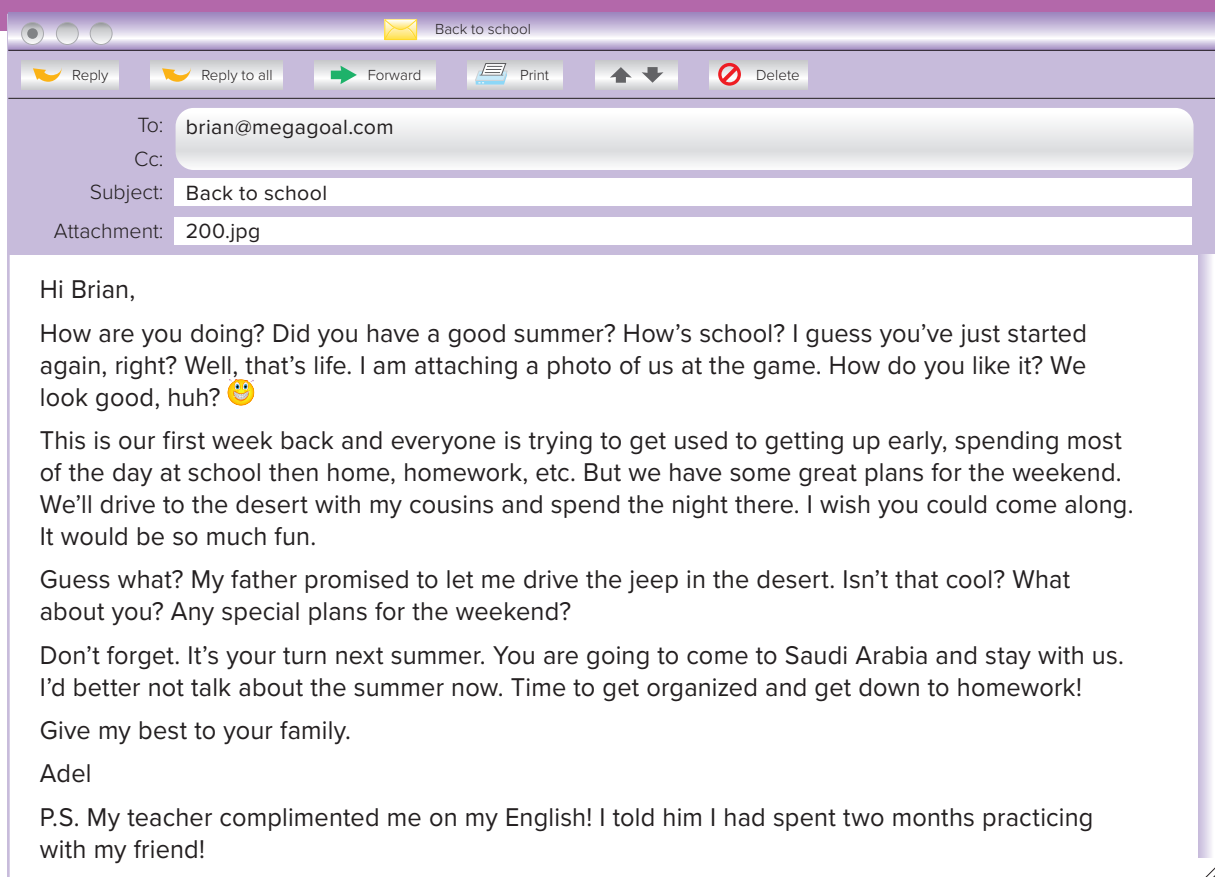 Back to school
Reply Reply to all Forward Print Delete
To: brian@megagoal.com
Cc:
Subject: Back to school
Attachment: 200.jpg
Hi Brian,
How are you doing? Did you have a good summer? How’s school? I guess you’ve just started
again, right? Well, that’s life. I am attaching a photo of us at the game. How do you like it? We
look good, huh?
This is our first week back and everyone is trying to get used to getting up early, spending most
of the day at school then home, homework, etc. But we have some great plans for the weekend.
We’ll drive to the desert with my cousins and spend the night there. I wish you could come along.
It would be so much fun.
Guess what? My father promised to let me drive the jeep in the desert. Isn’t that cool? What
about you? Any special plans for the weekend?
Don’t forget. It’s your turn next summer. You are going to come to Saudi Arabia and stay with us.
I’d better not talk about the summer now. Time to get organized and get down to homework!
Give my best to your family.
Adel
P.S. My teacher complimented me on my English! I told him I had spent two months practicing
with my friend!